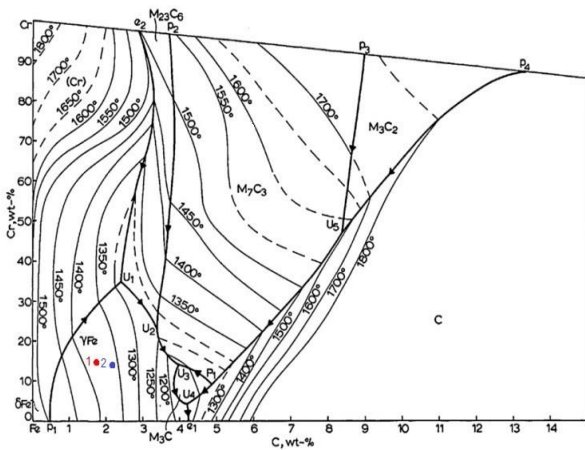 M₂₃C₆
Cr e₂ p₂
p₃
p₄
1800°
1700°
(Cr)
1650°
1600°
1550°
1500°
1500°
1550°
1600°
1700°
M₃C₂
90
80
70
60
50
40
30
20
10
0
Cr,wt-%
M₇C₃
U₅
1450°
1400°
1350°
1500°
1450°
1400°
1350°
U₁
U₂
1800°
1700°
1600°
1500°
1400°
1300°
C
γFe
1 2
1300°
1250°
1200°
U₃
P₁
U₄
δFe
Fe p₁ 1 2 3 4 e₁ 5 6 7 8 9 10 11 12 13 14
M₃C
C,wt-%